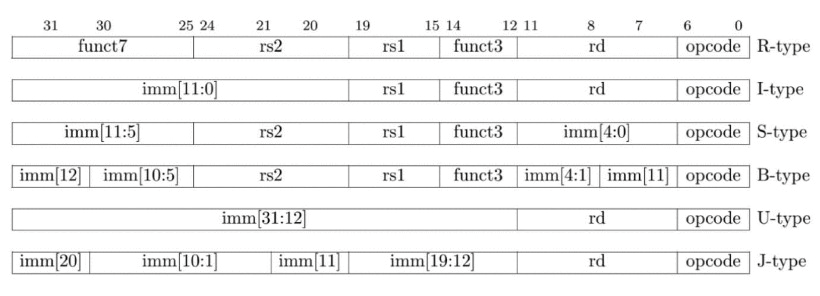 31 30 25 24 21 20 19 15 14 12 11 8 7 6 0
funct7 rs2 rs1 funct3 rd opcode R-type
imm[11:0] rs1 funct3 rd opcode I-type
imm[11:5] rs2 rs1 funct3 imm[4:0] opcode S-type
imm[12] imm[10:5] rs2 rs1 funct3 imm[4:1] imm[11] opcode B-type
imm[31:12] rd opcode U-type
imm[20] imm[10:1] imm[11] imm[19:12] rd opcode J-type